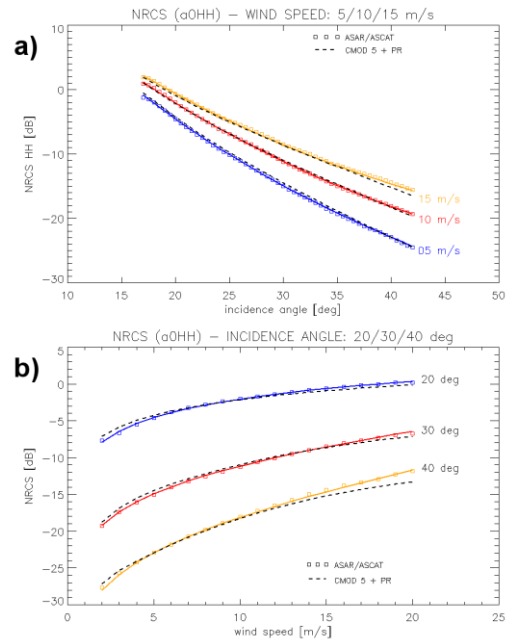 a)
NRCS (a0HH) – WIND SPEED: 5/10/15 m/s
ASAR/ASCAT
CMOD 5 + PR
NRCS HH [dB]
10
0
−10
−20
−30
15 m/s
10 m/s
05 m/s
10 15 20 25 30 35 40 45 50
incidence angle [deg]
b)
NRCS (a0HH) – INCIDENCE ANGLE: 20/30/40 deg
NRCS [dB]
5
0
−5
−10
−15
−20
−25
−30
20 deg
30 deg
40 deg
ASAR/ASCAT
CMOD 5 + PR
0 5 10 15 20 25
wind speed [m/s]